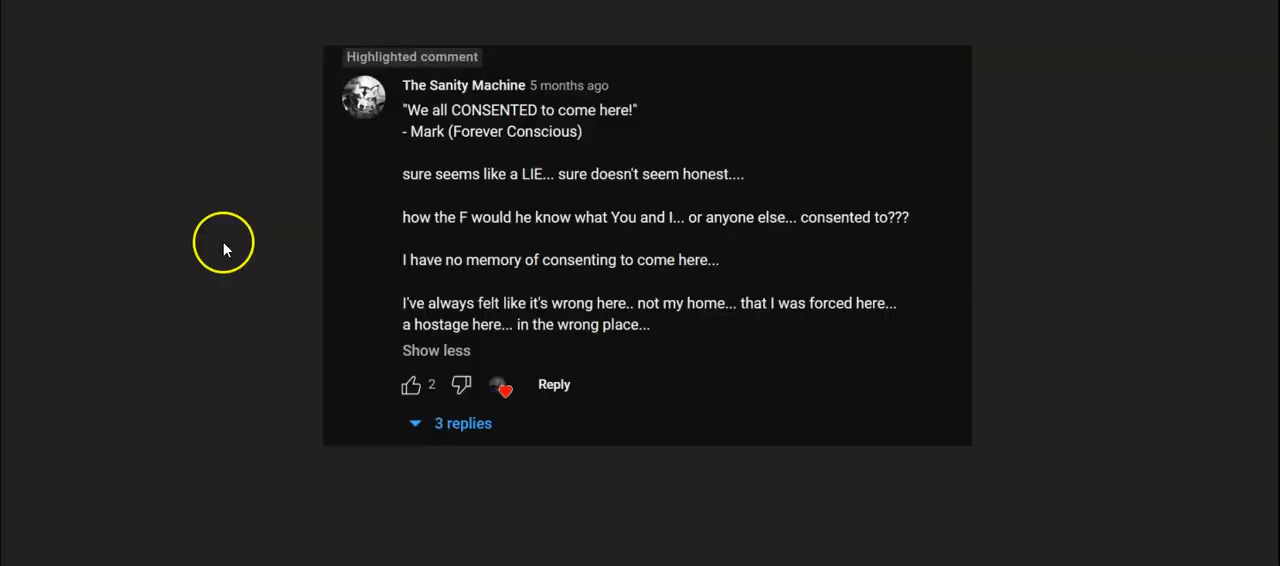 Highlighted comment
The Sanity Machine 5 months ago
"We all CONSENTED to come here!"
- Mark (Forever Conscious)
sure seems like a LIE... sure doesn't seem honest....
how the F would he know what You and I... or anyone else... consented to???
I have no memory of consenting to come here...
I've always felt like it's wrong here.. not my home... that I was forced here...
a hostage here... in the wrong place...
Show less
2 Reply
3 replies